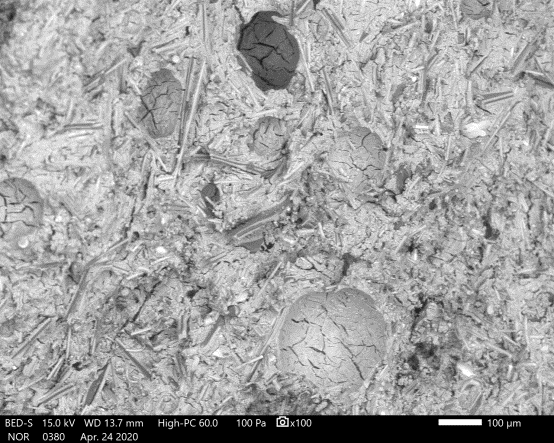 BED-S 15.0 kV WD 13.7 mm High-PC 60.0 100 Pa x100 100 µm
NOR 0380 Apr. 24 2020